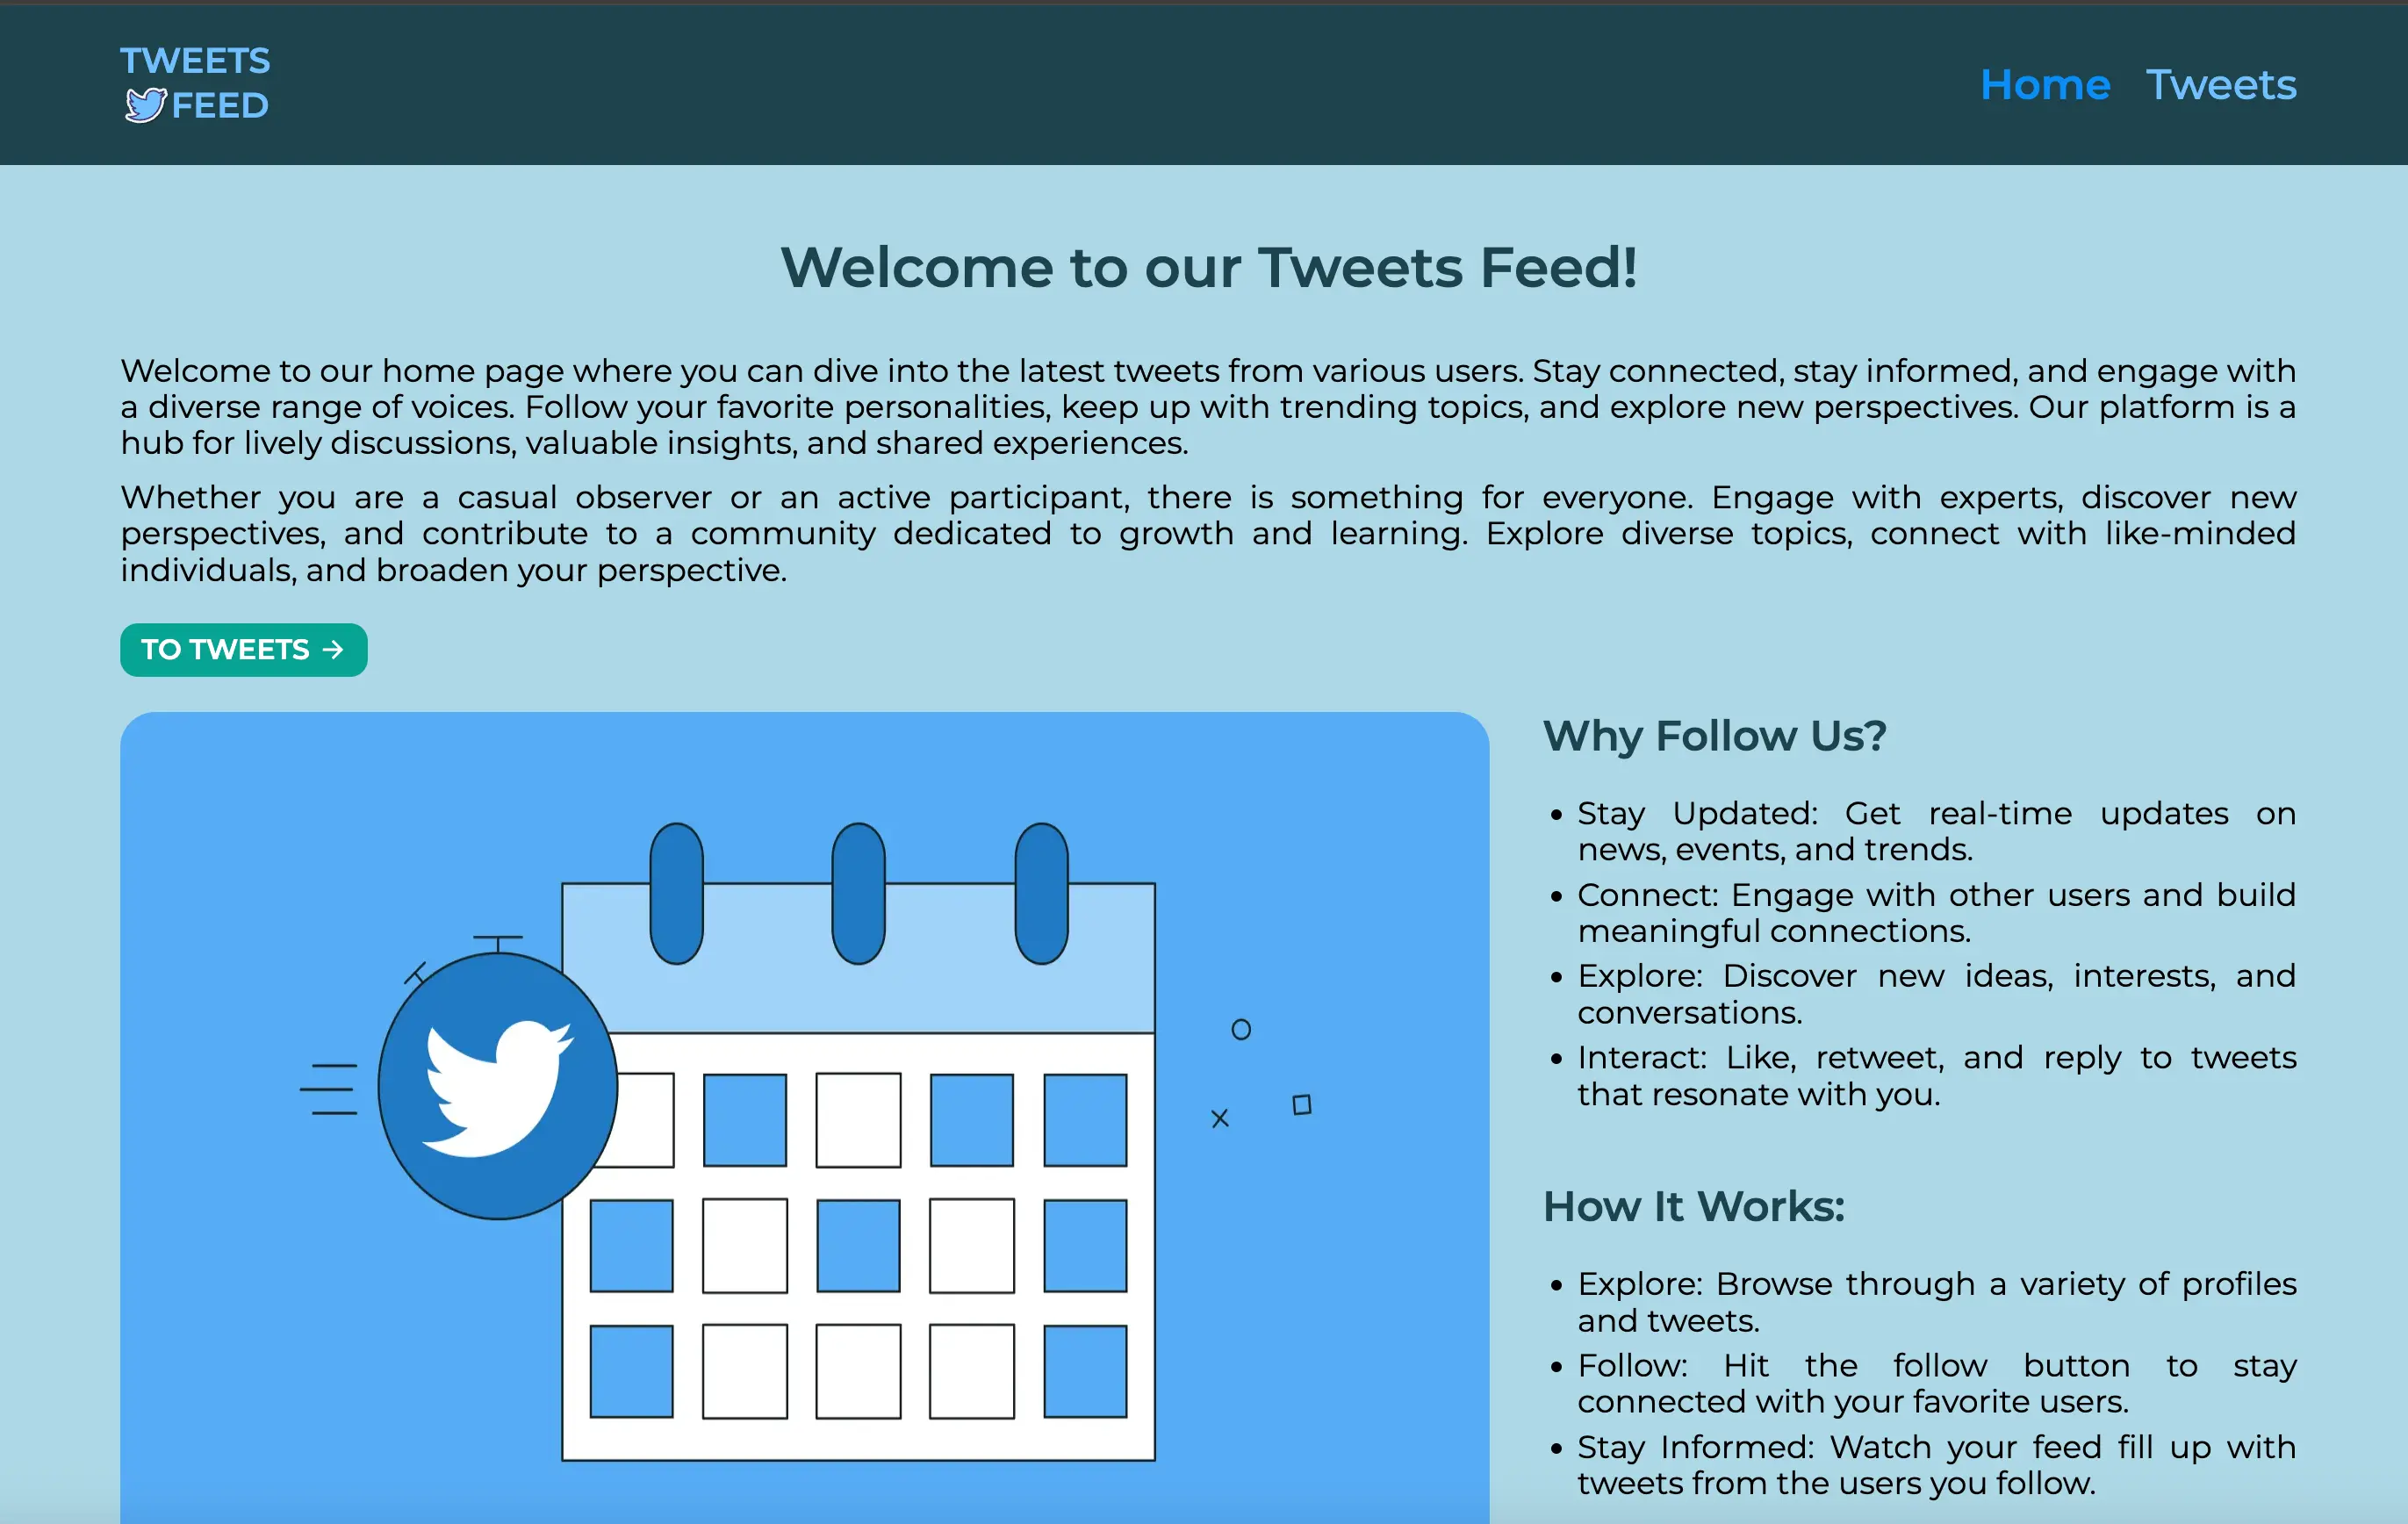 TWEETS
FEED
Home Tweets
Welcome to our Tweets Feed!
Welcome to our home page where you can dive into the latest tweets from various users. Stay connected, stay informed, and engage with
a diverse range of voices. Follow your favorite personalities, keep up with trending topics, and explore new perspectives. Our platform is a
hub for lively discussions, valuable insights, and shared experiences.
Whether you are a casual observer or an active participant, there is something for everyone. Engage with experts, discover new
perspectives, and contribute to a community dedicated to growth and learning. Explore diverse topics, connect with like-minded
individuals, and broaden your perspective.
TO TWEETS →
Why Follow Us?
• Stay Updated: Get real-time updates on
news, events, and trends.
• Connect: Engage with other users and build
meaningful connections.
• Explore: Discover new ideas, interests, and
conversations.
• Interact: Like, retweet, and reply to tweets
that resonate with you.
How It Works:
• Explore: Browse through a variety of profiles
and tweets.
• Follow: Hit the follow button to stay
connected with your favorite users.
• Stay Informed: Watch your feed fill up with
tweets from the users you follow.